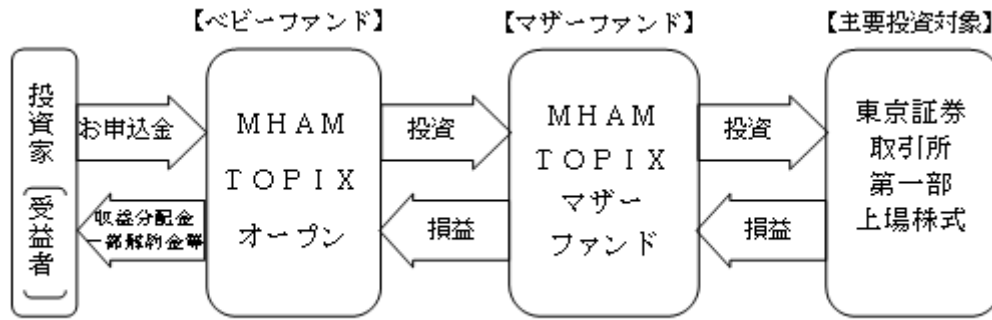 【ベビーファンド】
【マザーファンド】
【主要投資対象】
投資家（受益者）
お申込金
収益分配金
一部解約金等
ＭＨＡＭ
ＴＯＰＩＸ
オープン
投資
損益
ＭＨＡＭ
ＴＯＰＩＸ
マザー
ファンド
投資
損益
東京証券
取引所
第一部
上場株式